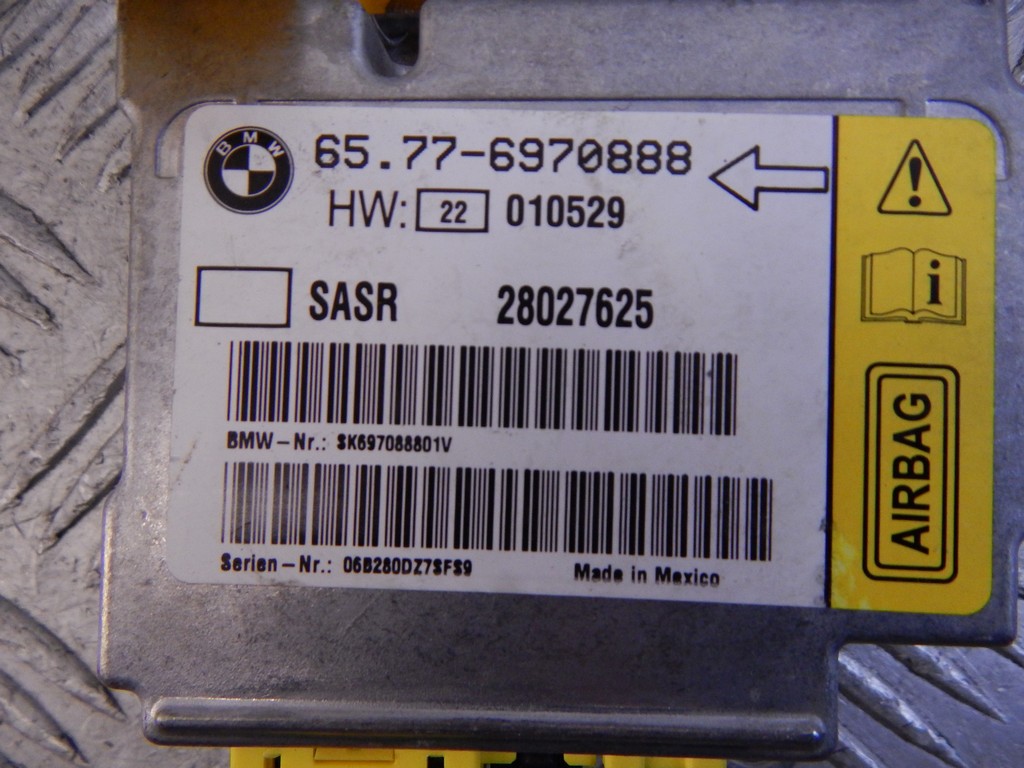 BMW
65.77-6970888
HW: 22 010529
SASR 28027625
BMW-Nr.: SK697088801V
Serien-Nr.: 06B280DZ7SFS9
Made in Mexico
i
AIRBAG